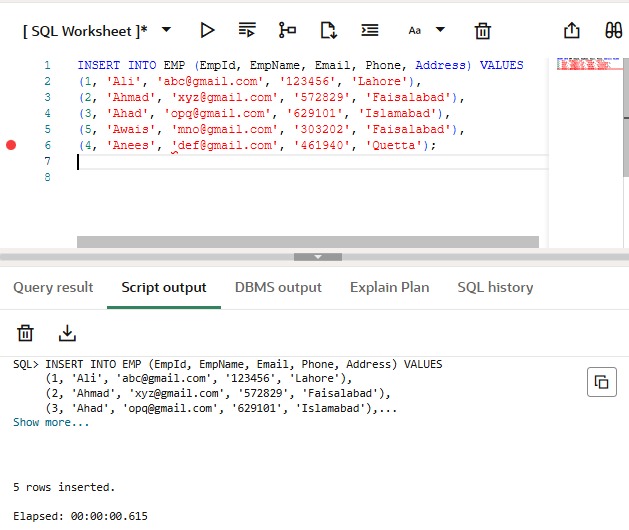 [ SQL Worksheet ]*
Aa
1 INSERT INTO EMP (EmpId, EmpName, Email, Phone, Address) VALUES
2 (1, 'Ali', 'abc@gmail.com', '123456', 'Lahore'),
3 (2, 'Ahmad', 'xyz@gmail.com', '572829', 'Faisalabad'),
4 (3, 'Ahad', 'opq@gmail.com', '629101', 'Islamabad'),
5 (5, 'Awais', 'mno@gmail.com', '303202', 'Faisalabad'),
6 (4, 'Anees', 'def@gmail.com', '461940', 'Quetta');
7
8
Query result Script output DBMS output Explain Plan SQL history
SQL> INSERT INTO EMP (EmpId, EmpName, Email, Phone, Address) VALUES
(1, 'Ali', 'abc@gmail.com', '123456', 'Lahore'),
(2, 'Ahmad', 'xyz@gmail.com', '572829', 'Faisalabad'),
(3, 'Ahad', 'opq@gmail.com', '629101', 'Islamabad'),...
Show more...
5 rows inserted.
Elapsed: 00:00:00.615